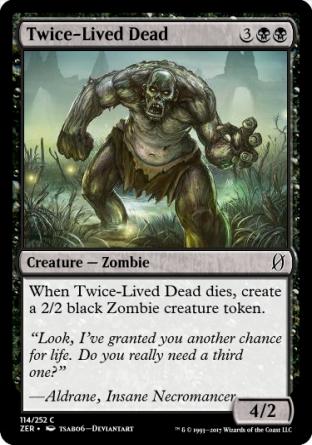 Twice-Lived Dead 3
Creature — Zombie
When Twice-Lived Dead dies, create
a 2/2 black Zombie creature token.
“Look, I’ve granted you another chance
for life. Do you really need a third
one?”
—Aldrane, Insane Necromancer
4/2
114/252 C
ZER • TSABO6—DEVIANTART
™ & © 1993–2017 Wizards of the Coast LLC